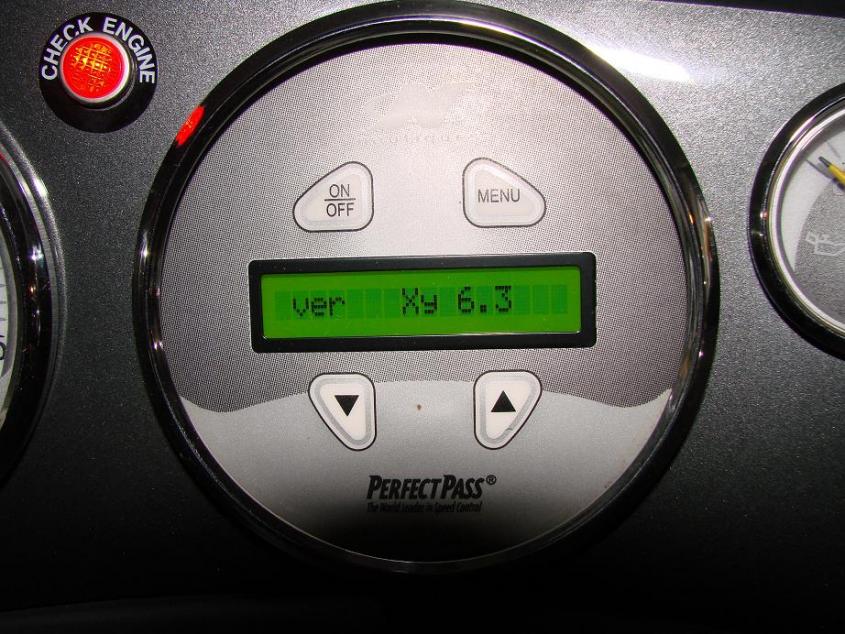 CHECK ENGINE
ON
OFF
MENU
ver Xy 6.3
PERFECTPASS®
The World Leader in Speed Control